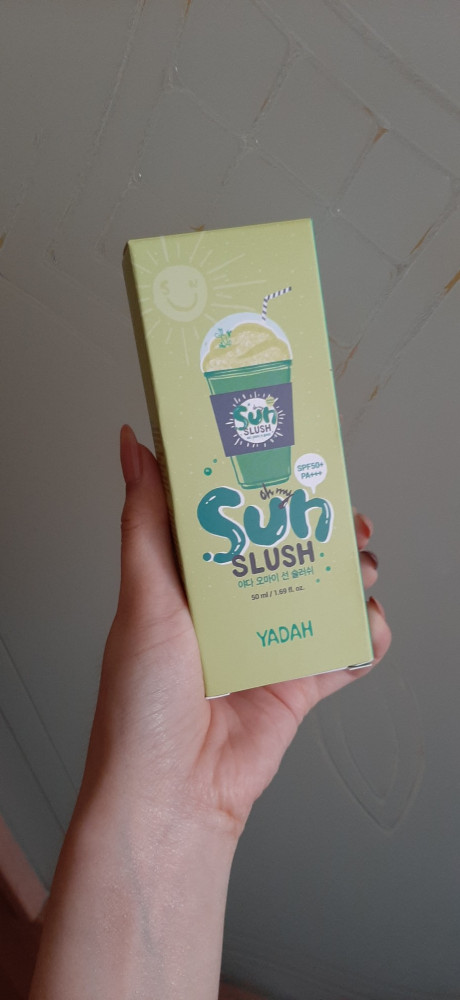 S N
Sun
SLUSH
SPF50+
PA+++
oh my
Sun
SLUSH
야다 오마이 선 슬러쉬
50 ml / 1.69 fl. oz.
YADAH